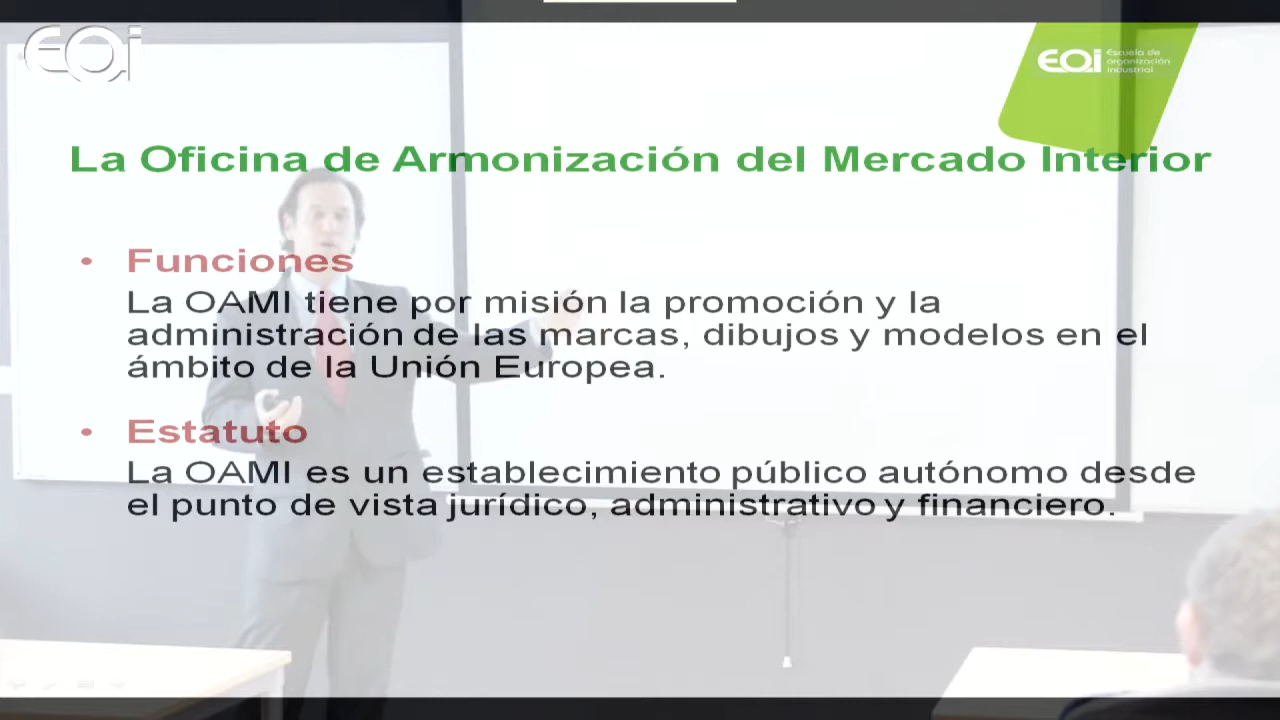 EOi
EOi Escuela de
organización
industrial
La Oficina de Armonización del Mercado Interior
• Funciones
La OAMI tiene por misión la promoción y la
administración de las marcas, dibujos y modelos en el
ámbito de la Unión Europea.
• Estatuto
La OAMI es un establecimiento público autónomo desde
el punto de vista jurídico, administrativo y financiero.